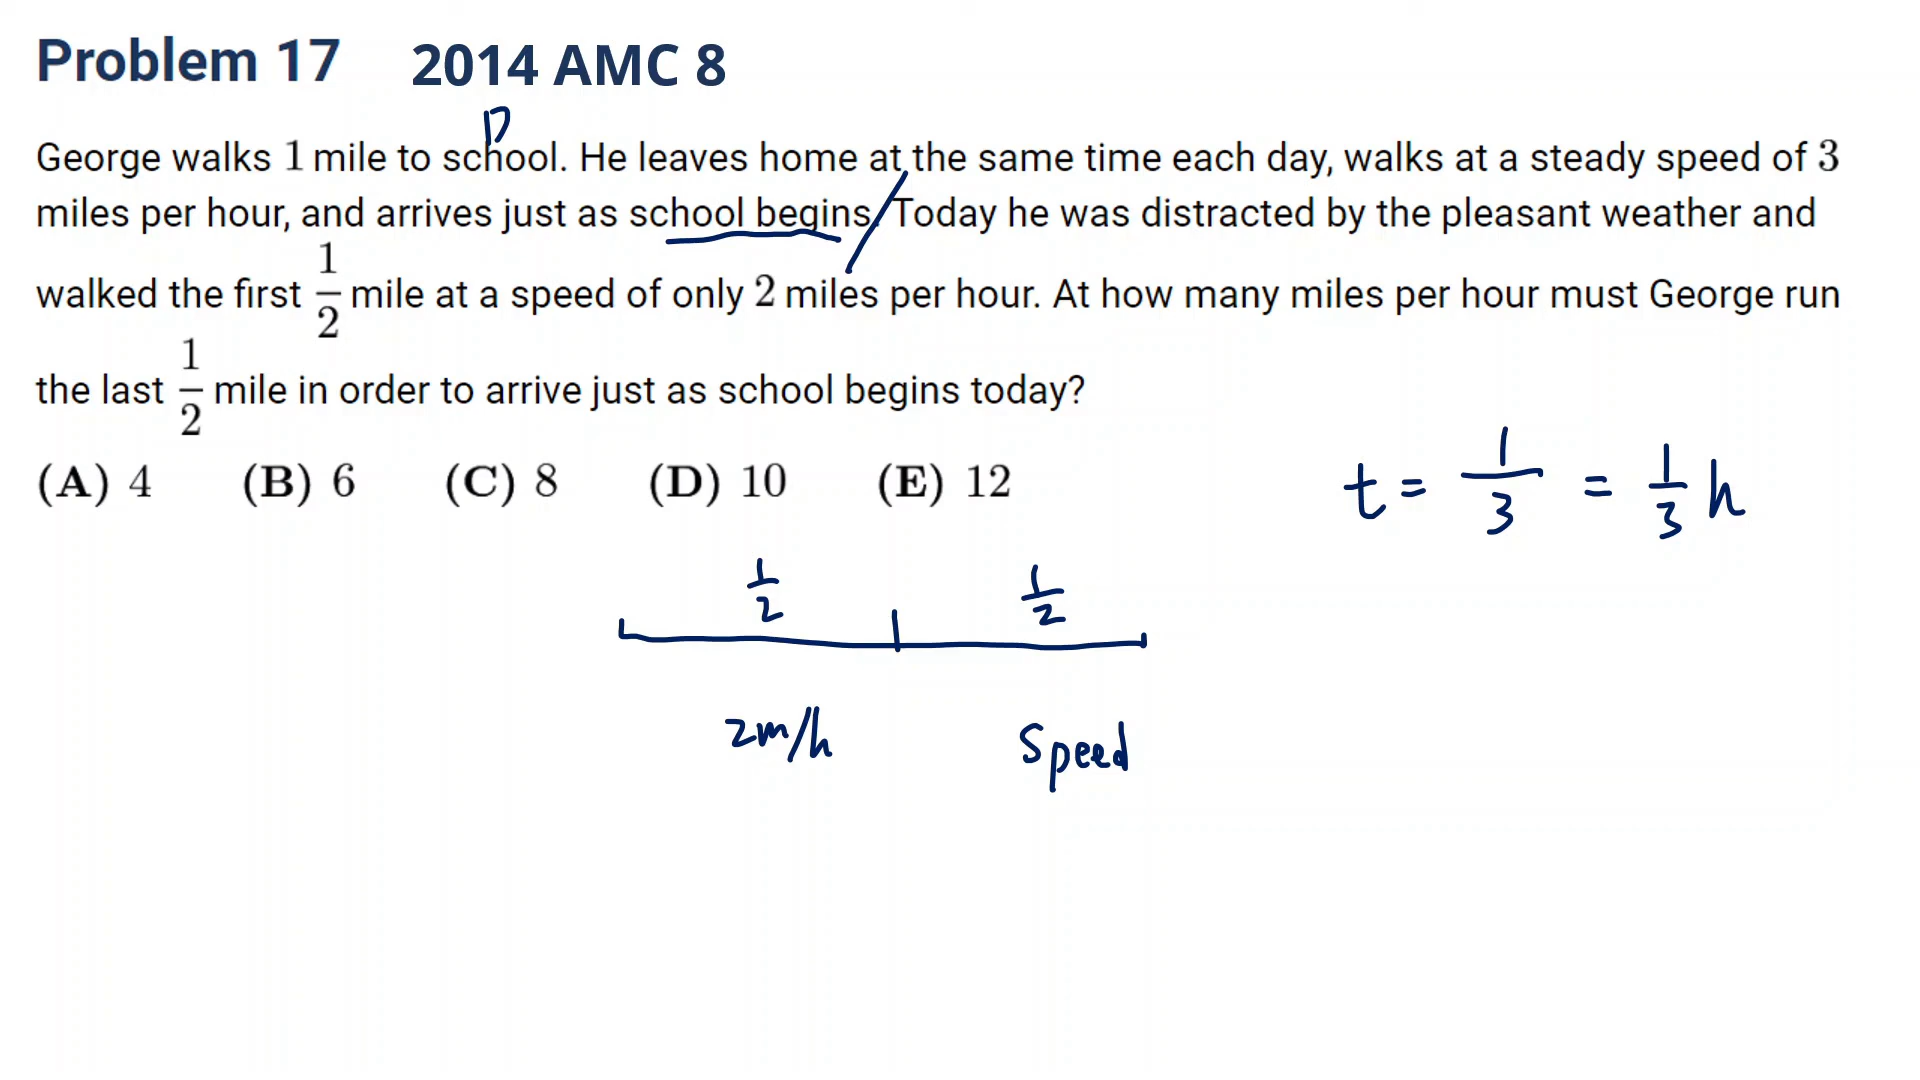 Problem 17 2014 AMC 8
D
George walks 1 mile to school. He leaves home at the same time each day, walks at a steady speed of 3
miles per hour, and arrives just as school begins. Today he was distracted by the pleasant weather and
walked the first 1/2 mile at a speed of only 2 miles per hour. At how many miles per hour must George run
the last 1/2 mile in order to arrive just as school begins today?
(A) 4 (B) 6 (C) 8 (D) 10 (E) 12
t = 1/3 = 1/3 h
1/2 1/2
2m/h Speed